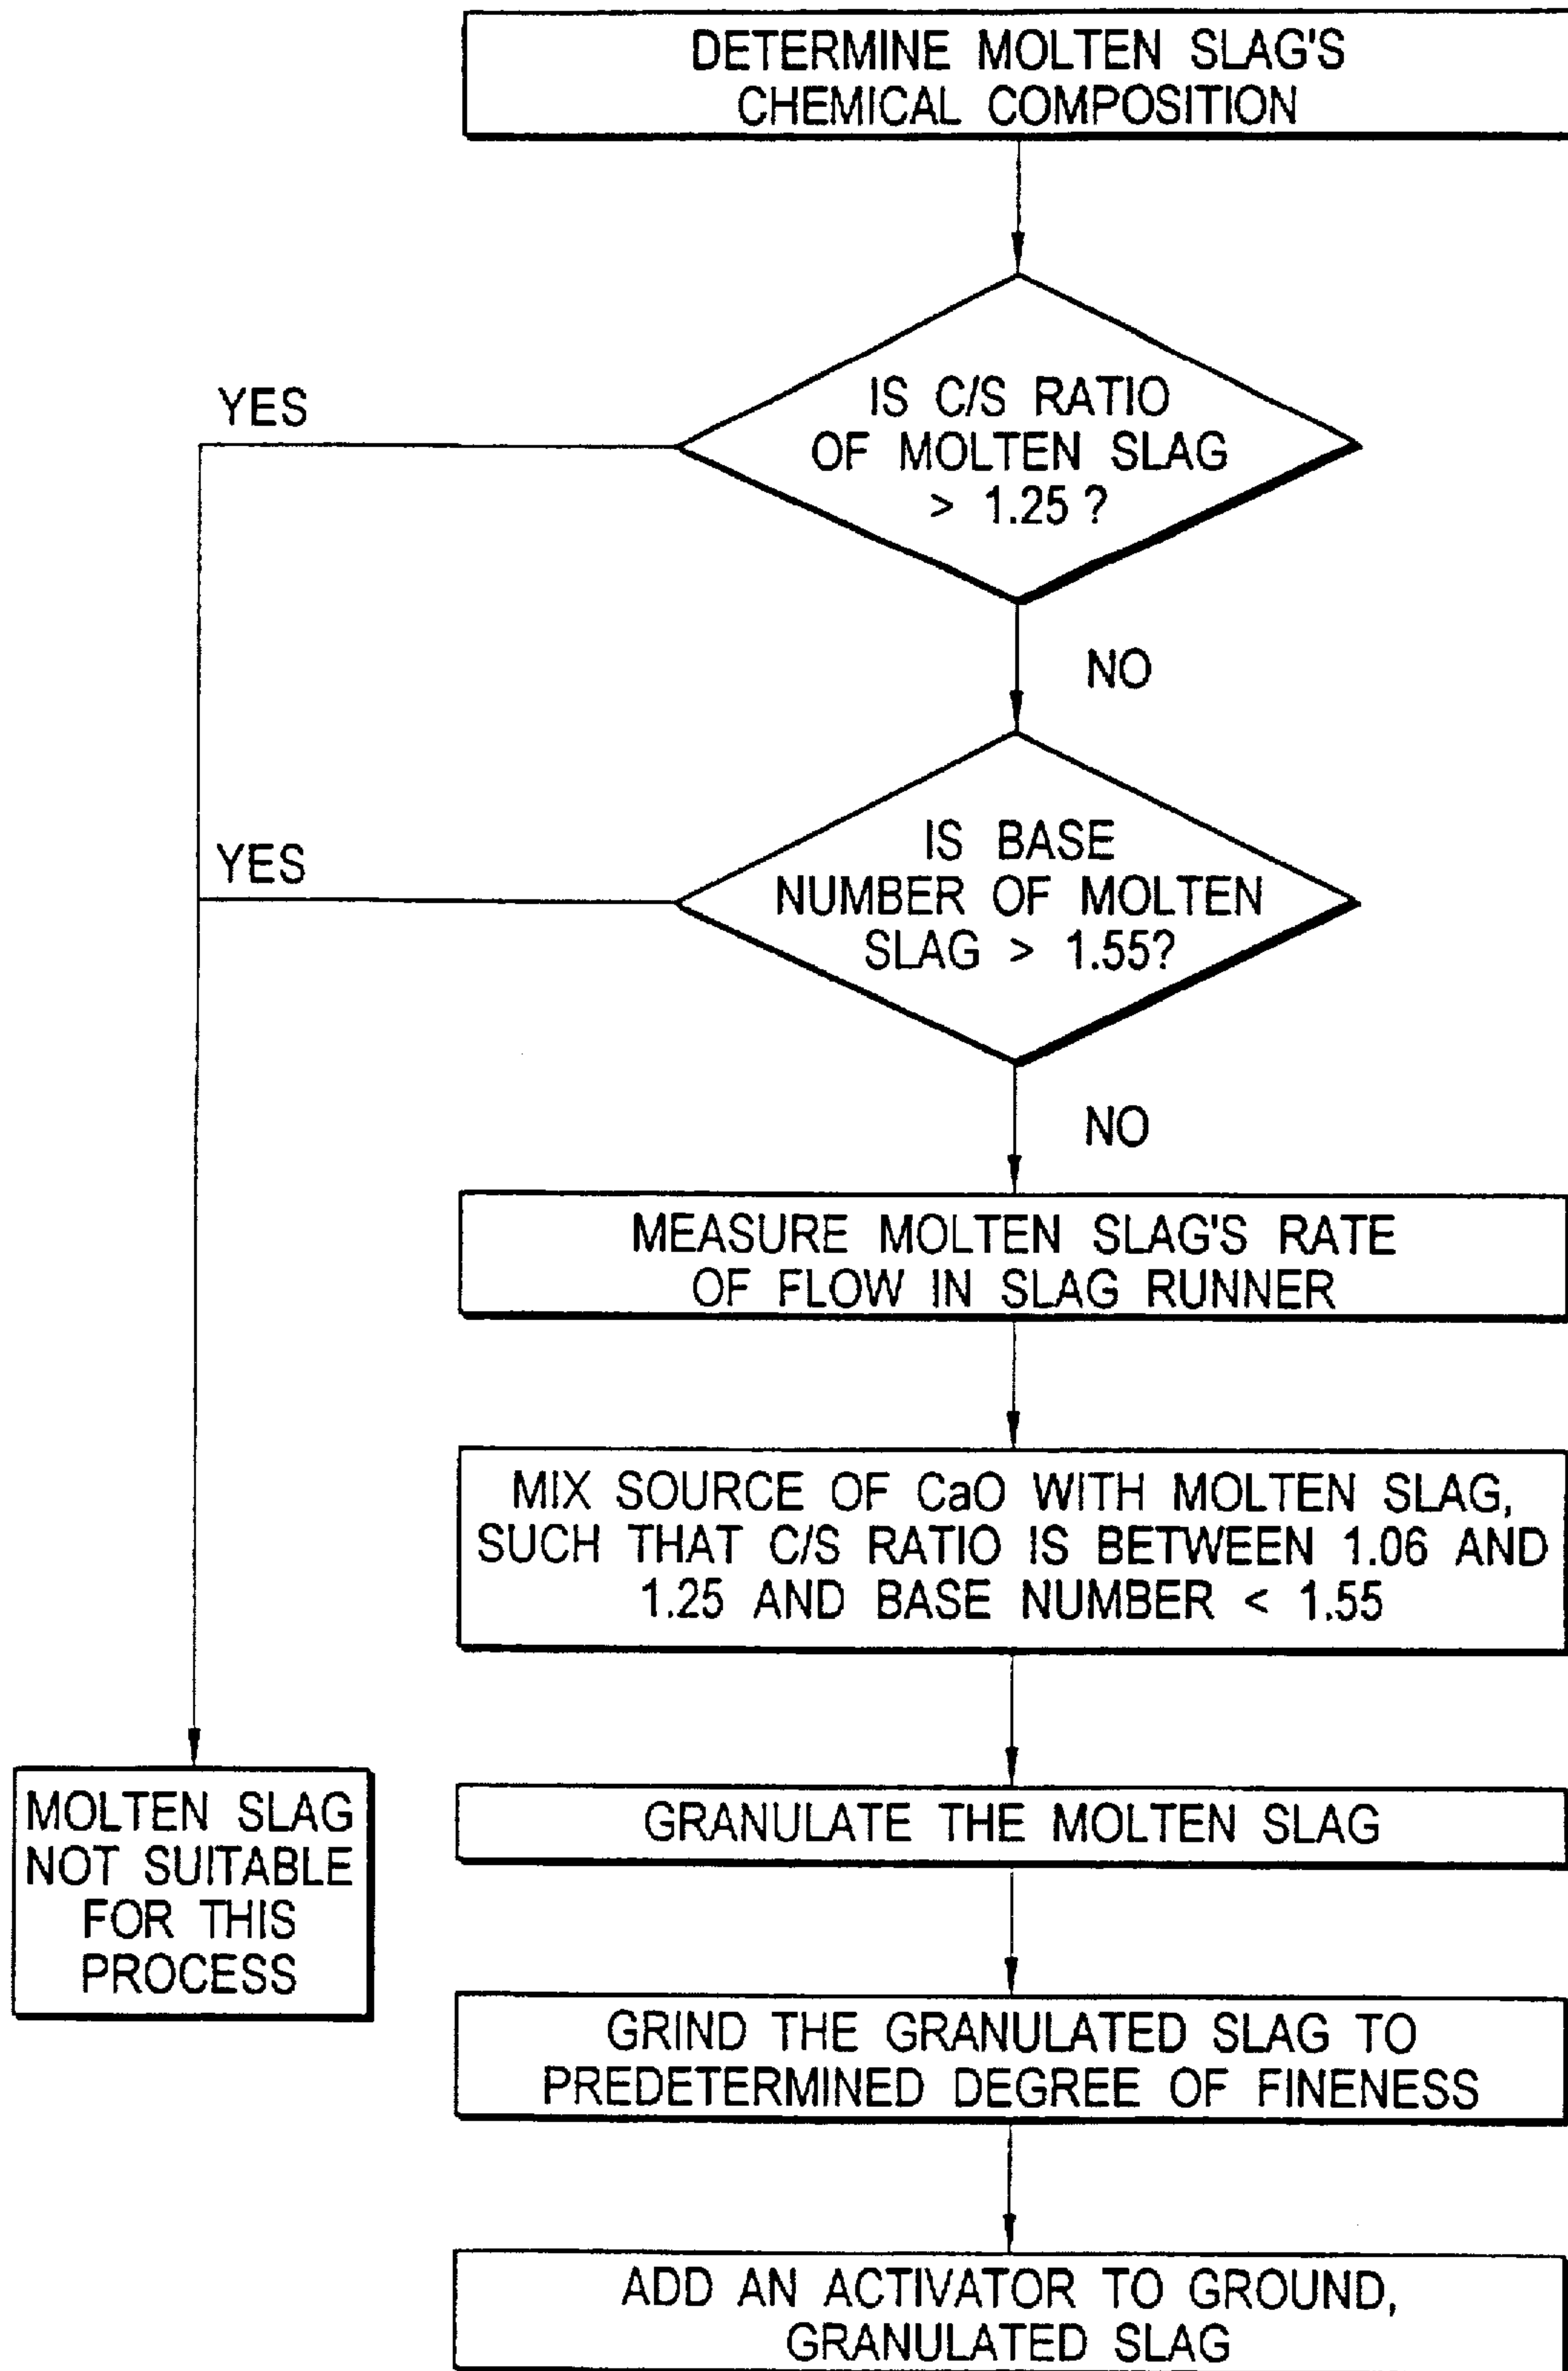 DETERMINE MOLTEN SLAG'S
CHEMICAL COMPOSITION
IS C/S RATIO
OF MOLTEN SLAG
> 1.25 ?
YES
NO
IS BASE
NUMBER OF MOLTEN
SLAG > 1.55?
YES
NO
MEASURE MOLTEN SLAG'S RATE
OF FLOW IN SLAG RUNNER
MIX SOURCE OF CaO WITH MOLTEN SLAG,
SUCH THAT C/S RATIO IS BETWEEN 1.06 AND
1.25 AND BASE NUMBER < 1.55
MOLTEN SLAG
NOT SUITABLE
FOR THIS
PROCESS
GRANULATE THE MOLTEN SLAG
GRIND THE GRANULATED SLAG TO
PREDETERMINED DEGREE OF FINENESS
ADD AN ACTIVATOR TO GROUND,
GRANULATED SLAG